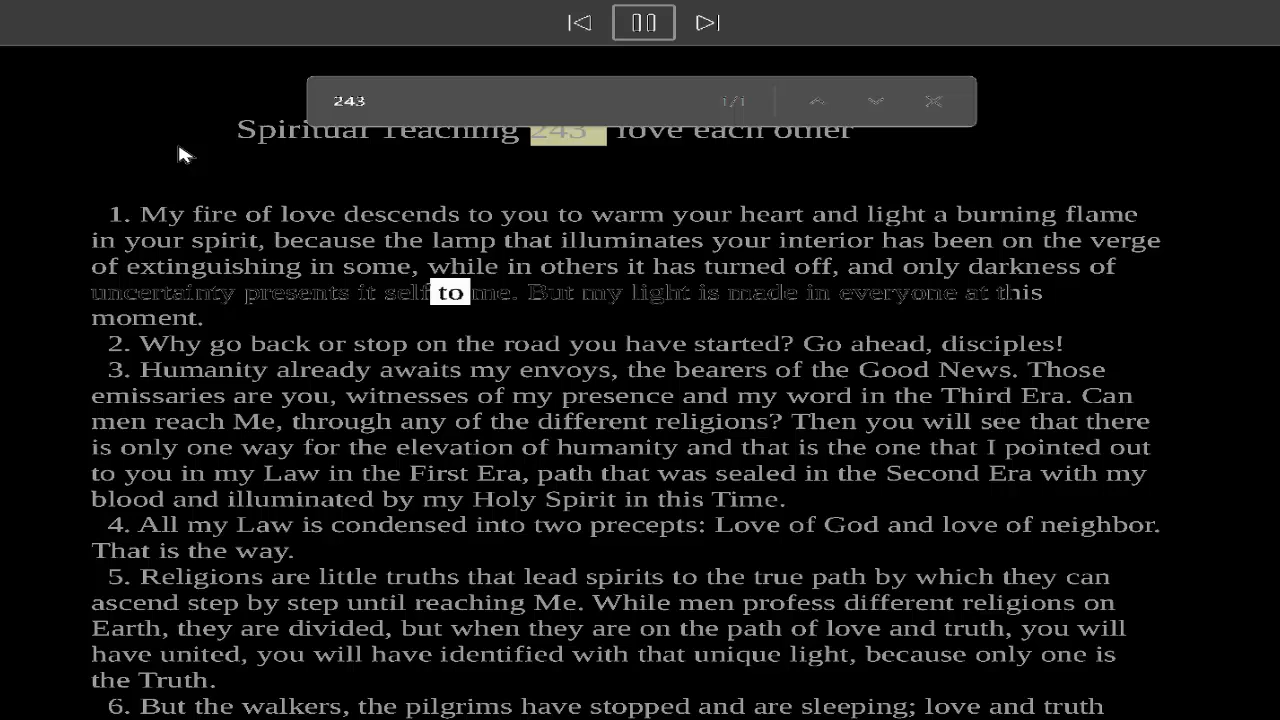 243
1/1
Spiritual Teaching 243 love each other
1. My fire of love descends to you to warm your heart and light a burning flame
in your spirit, because the lamp that illuminates your interior has been on the verge
of extinguishing in some, while in others it has turned off, and only darkness of
uncertainty presents it self to me. But my light is made in everyone at this
moment.
2. Why go back or stop on the road you have started? Go ahead, disciples!
3. Humanity already awaits my envoys, the bearers of the Good News. Those
emissaries are you, witnesses of my presence and my word in the Third Era. Can
men reach Me, through any of the different religions? Then you will see that there
is only one way for the elevation of humanity and that is the one that I pointed out
to you in my Law in the First Era, path that was sealed in the Second Era with my
blood and illuminated by my Holy Spirit in this Time.
4. All my Law is condensed into two precepts: Love of God and love of neighbor.
That is the way.
5. Religions are little truths that lead spirits to the true path by which they can
ascend step by step until reaching Me. While men profess different religions on
Earth, they are divided, but when they are on the path of love and truth, you will
have united, you will have identified with that unique light, because only one is
the Truth.
6. But the walkers, the pilgrims have stopped and are sleeping; love and truth